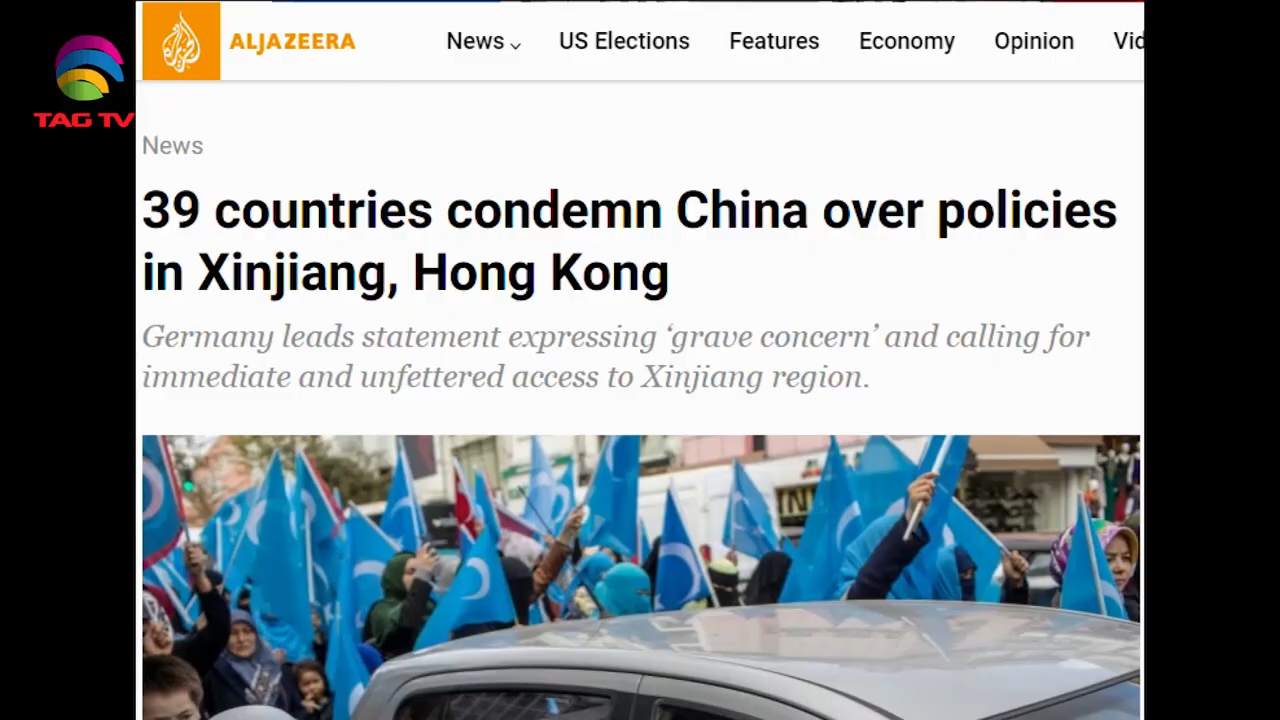 ALJAZEERA
News
US Elections
Features
Economy
Opinion
TAG TV
News
39 countries condemn China over policies
in Xinjiang, Hong Kong
Germany leads statement expressing ‘grave concern’ and calling for
immediate and unfettered access to Xinjiang region.